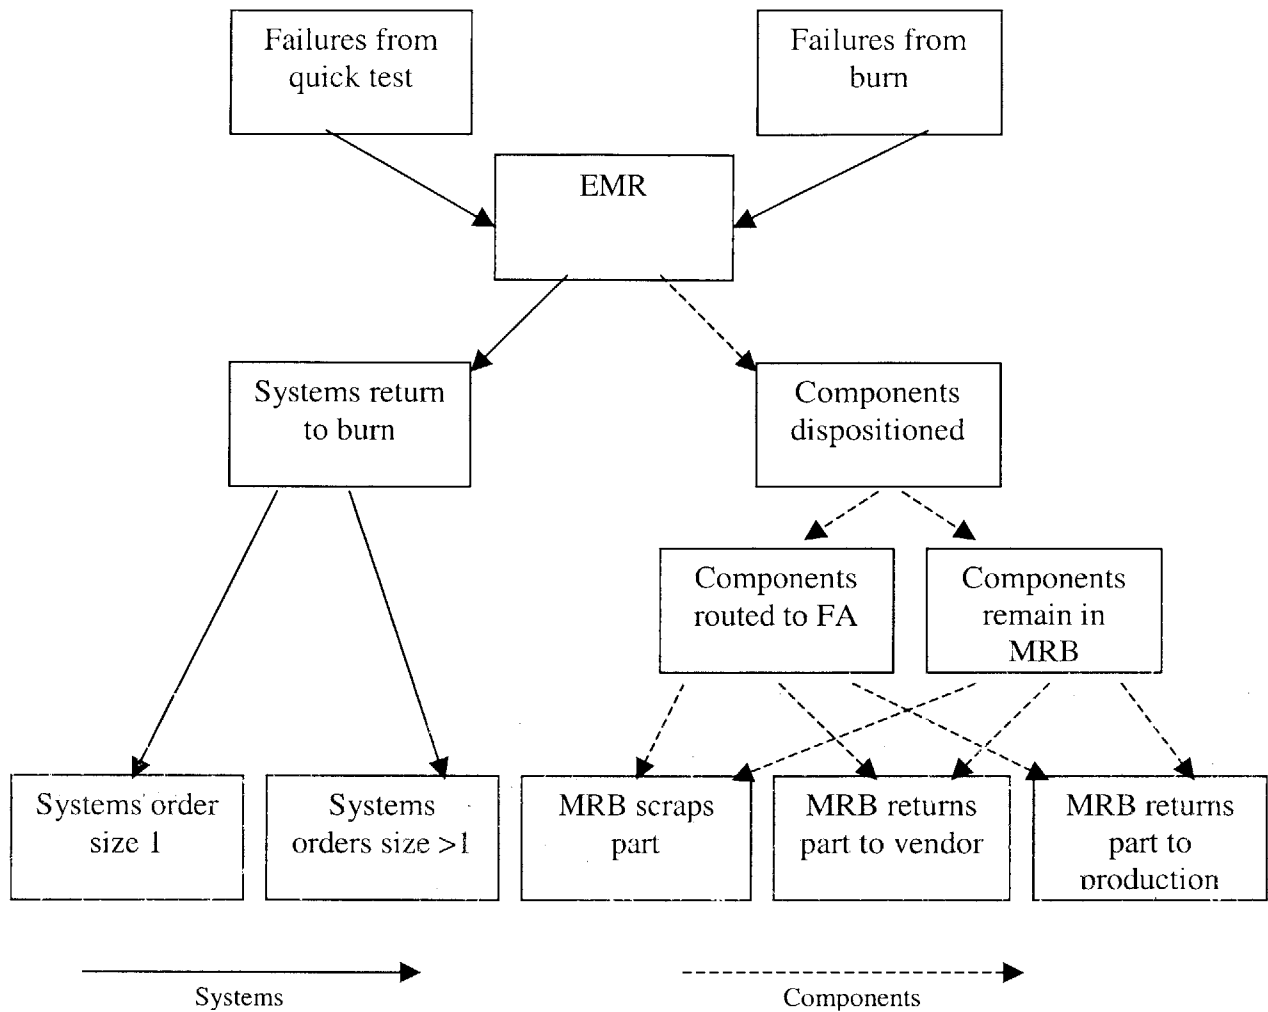 Failures from
quick test
Failures from
burn
EMR
Systems return
to burn
Components
dispositioned
Components
routed to FA
Components
remain in
MRB
Systems order
size 1
Systems
orders size >1
MRB scraps
part
MRB returns
part to vendor
MRB returns
part to
production
Systems
Components